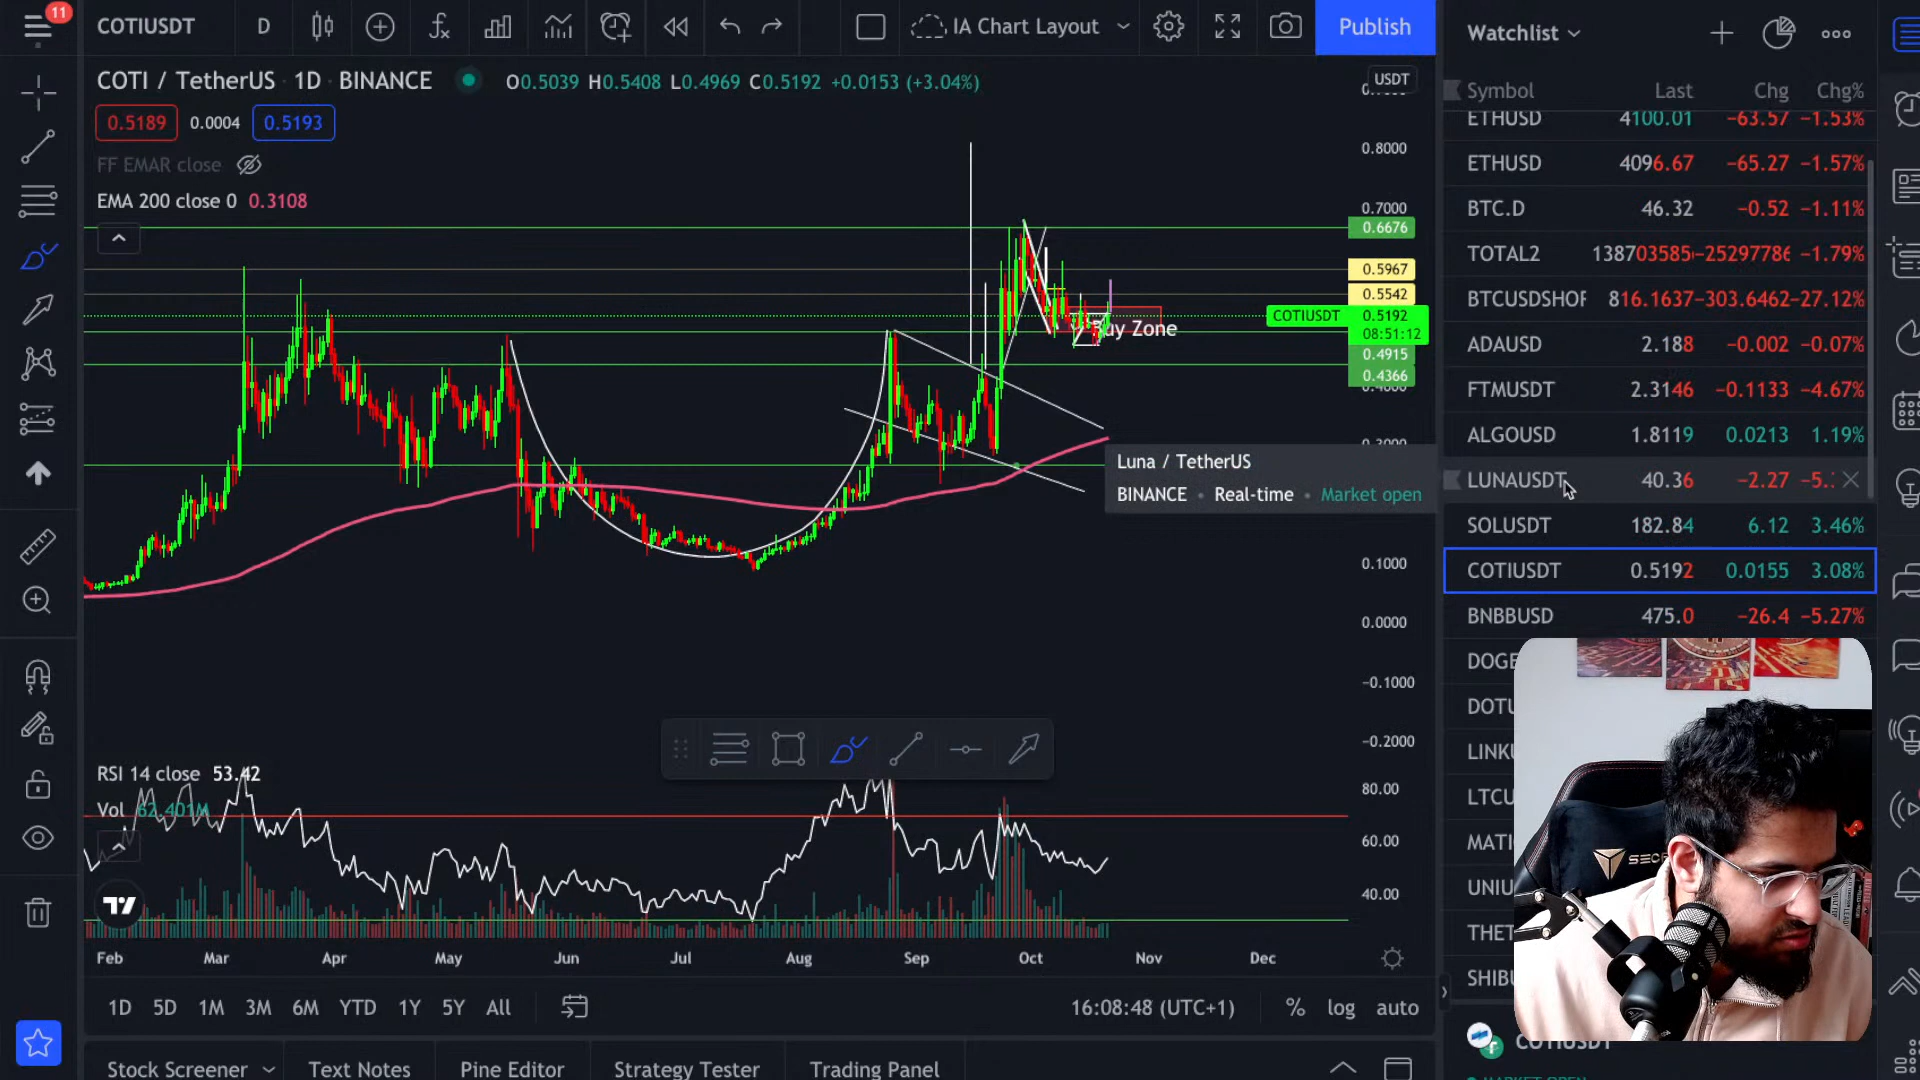 11
COTIUSDT
D
IA Chart Layout
Publish
Watchlist
COTI / TetherUS · 1D · BINANCE
O0.5039 H0.5408 L0.4969 C0.5192 +0.0153 (+3.04%)
USDT
0.5189
0.0004
0.5193
FF EMAR close
EMA 200 close 0 0.3108
0.8000
0.7000
0.6676
0.5967
0.5542
COTIUSDT
0.5192
08:51:12
0.4915
0.4366
0.1000
0.0000
−0.1000
−0.2000
Buy Zone
Luna / TetherUS
BINANCE • Real-time • Market open
RSI 14 close 53.42
Vol 62.401M
80.00
60.00
40.00
Feb Mar Apr May Jun Jul Aug Sep Oct Nov Dec
1D 5D 1M 3M 6M YTD 1Y 5Y All
16:08:48 (UTC+1)
% log auto
Stock Screener
Text Notes
Pine Editor
Strategy Tester
Trading Panel
Symbol Last Chg Chg%
ETHUSD 4100.01 −63.57 −1.53%
ETHUSD 4096.67 −65.27 −1.57%
BTC.D 46.32 −0.52 −1.11%
TOTAL2 138703585 −25297786 −1.79%
BTCUSDSHOF 816.1637 −303.6462 −27.12%
ADAUSD 2.188 −0.002 −0.07%
FTMUSDT 2.3146 −0.1133 −4.67%
ALGOUSD 1.8119 0.0213 1.19%
LUNAUSDT 40.36 −2.27 −5.
SOLUSDT 182.84 6.12 3.46%
COTIUSDT 0.5192 0.0155 3.08%
BNBBUSD 475.0 −26.4 −5.27%
DOGE
DOTU
LINKU
LTCU
MATI
UNIU
THET
SHIBU
COTIUSDT